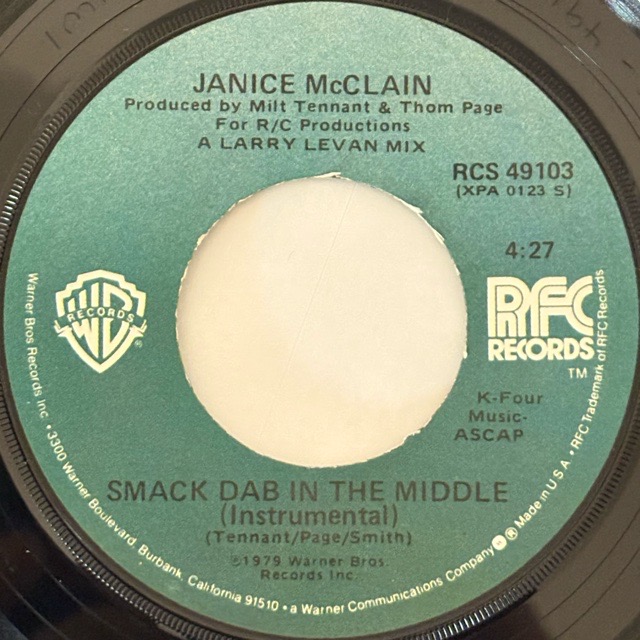 JANICE McCLAIN
Produced by Milt Tennant & Thom Page
For R/C Productions
A LARRY LEVAN MIX
RCS 49103
(XPA 0123 S)
4:27
WB
RECORDS
®
RFC
RECORDS
TM
K-Four
Music-
ASCAP
SMACK DAB IN THE MIDDLE
(Instrumental)
(Tennant/Page/Smith)
℗1979 Warner Bros.
Records Inc.
Warner Bros Records Inc. • 3300 Warner Boulevard, Burbank, California 91510 • a Warner Communications Company ® Made in U.S.A. • RFC Trademark of RFC Records